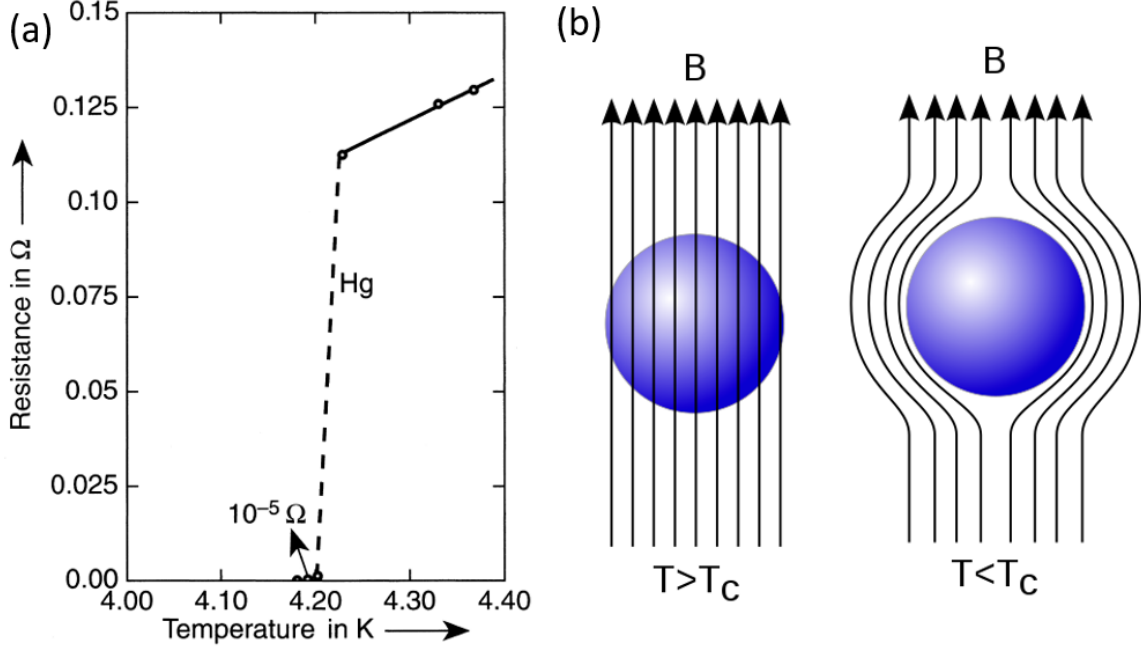 (a)
0.15
0.125
0.10
0.075
0.05
0.025
0.00
Resistance in Ω
Hg
10⁻⁵ Ω
4.00 4.10 4.20 4.30 4.40
Temperature in K
(b)
B
T>Tc
B
T<Tc